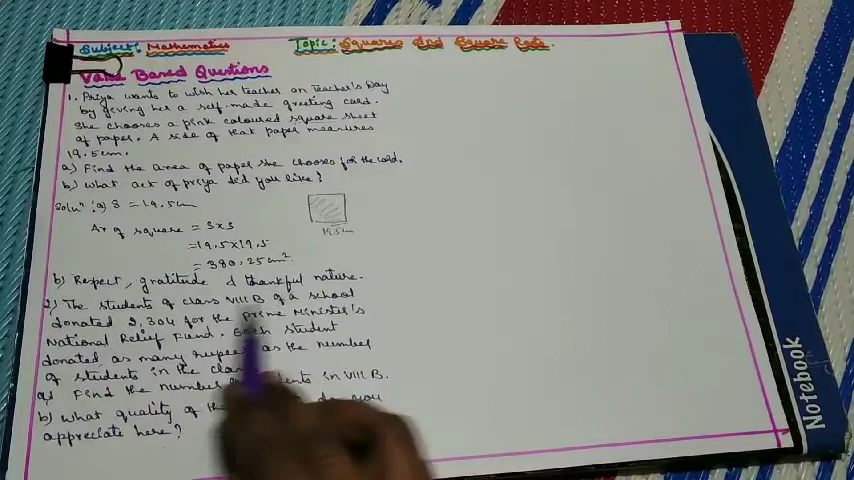 Subject: Mathematics Topic: Squares And Square Roots.
Value Based Questions
1. Priya wants to wish her teacher on Teacher's Day
by giving her a self-made greeting card.
She chooses a pink coloured square sheet
of paper. A side of that paper measures
19.5cm.
a) Find the area of paper she chooses for the card.
b) What act of priya did you like?
Solun: (a) S = 19.5cm
Ar of square = S×S
= 19.5×19.5
= 380.25cm²
19.5cm
b) Respect, gratitude & thankful nature.
2) The students of class VIII B of a school
donated 2,304 for the Prime Minister's
National Relief Fund. Each student
donated as many rupees as the number
of students in the class
a) Find the number students in VIII B.
b) What quality of the do you
appreciate here?
Notebook